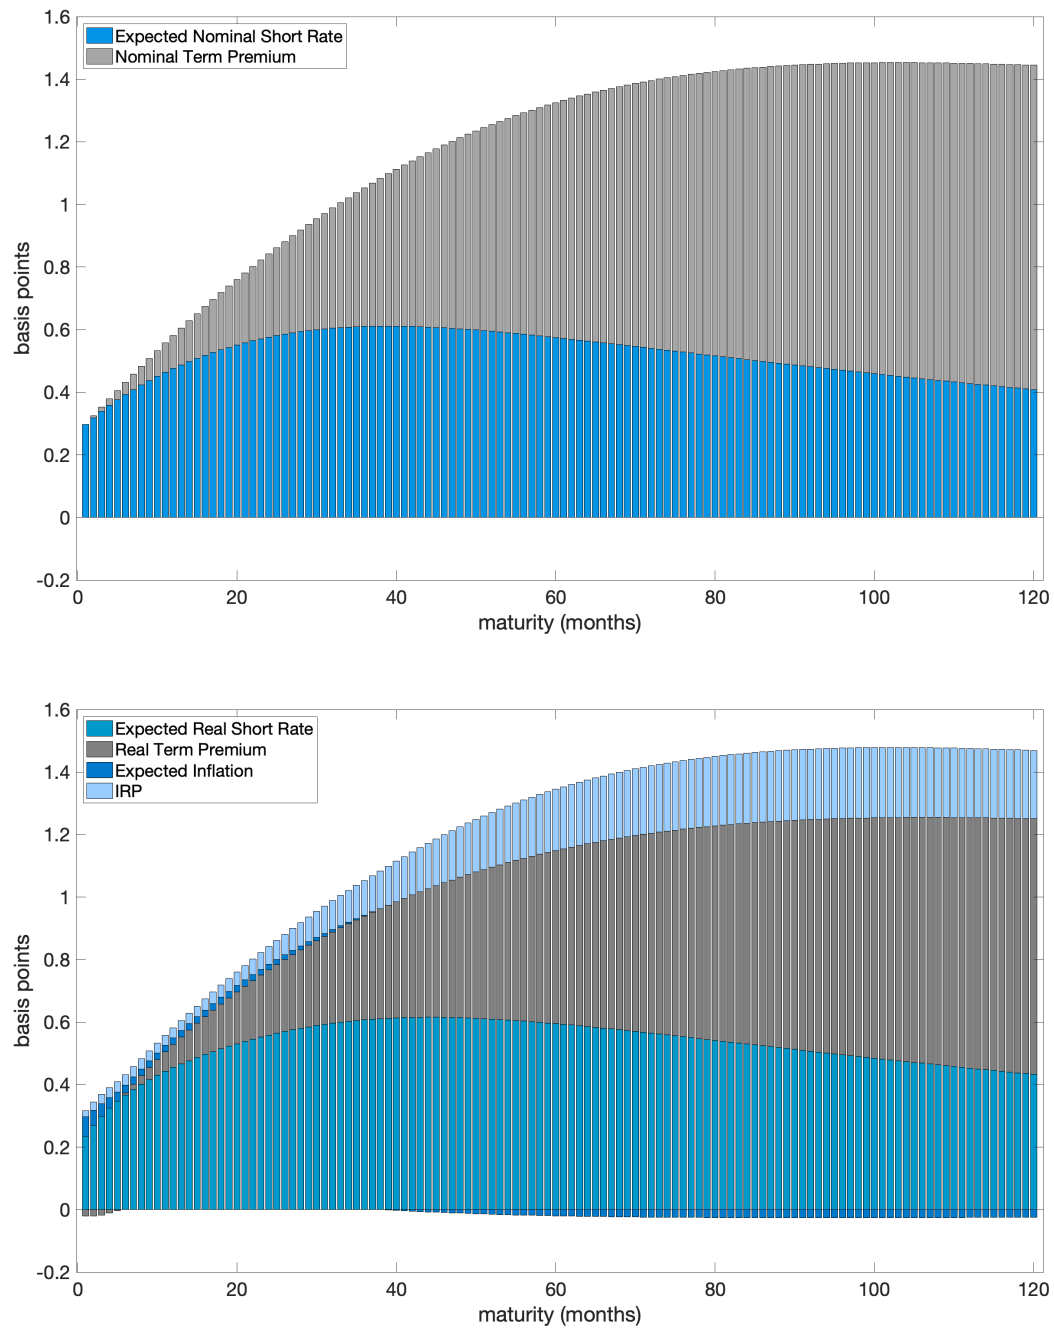 1.6
Expected Nominal Short Rate
Nominal Term Premium
1.4
1.2
1
0.8
0.6
0.4
0.2
0
-0.2
basis points
0 20 40 60 80 100 120
maturity (months)
1.6
Expected Real Short Rate
Real Term Premium
Expected Inflation
IRP
1.4
1.2
1
0.8
0.6
0.4
0.2
0
-0.2
basis points
0 20 40 60 80 100 120
maturity (months)